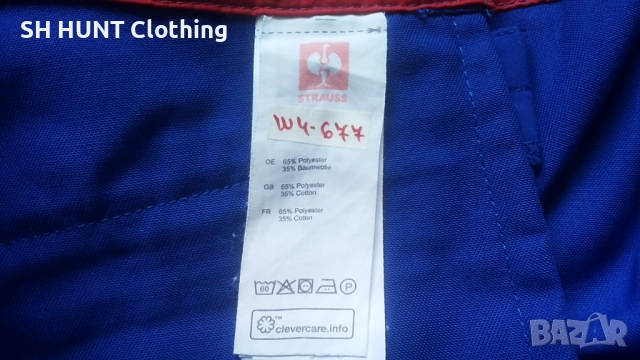 SH HUNT Clothing
STRAUSS
W4-677
DE 65% Polyester
35% Baumwolle
GB 65% Polyester
35% Cotton
FR 65% Polyester
35% Coton
60 P
™
clevercare.info
BAZAR